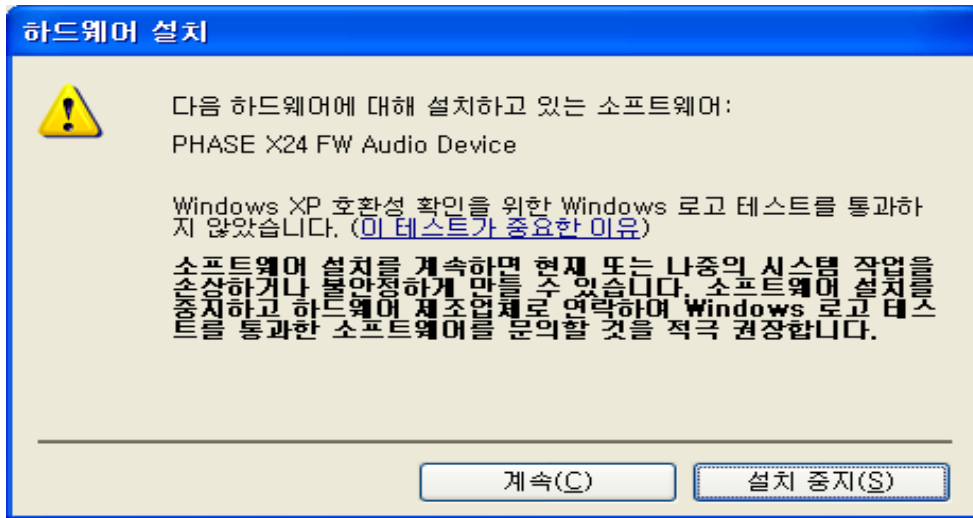 하드웨어 설치
다음 하드웨어에 대해 설치하고 있는 소프트웨어:
PHASE X24 FW Audio Device
Windows XP 호환성 확인을 위한 Windows 로고 테스트를 통과하
지 않았습니다. (이 테스트가 중요한 이유)
소프트웨어 설치를 계속하면 현재 또는 나중의 시스템 작업을
손상하거나 불안정하게 만들 수 있습니다. 소프트웨어 설치를
중지하고 하드웨어 제조업체로 연락하여 Windows 로고 테스
트를 통과한 소프트웨어를 문의할 것을 적극 권장합니다.
계속(C) 설치 중지(S)